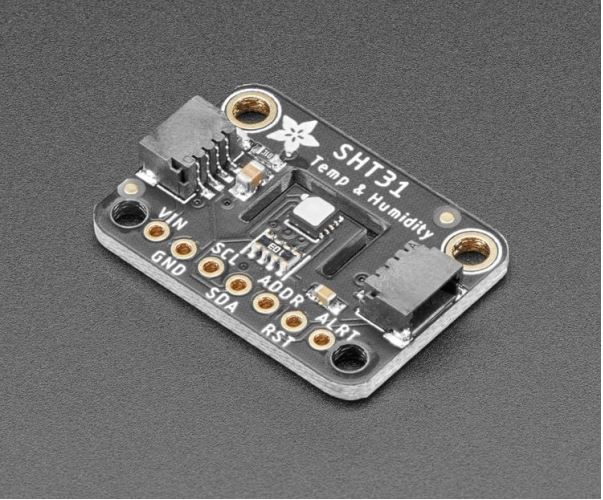 SHT31
Temp & Humidity
VIN
GND
SCL
SDA
ADDR
RST
ALRT